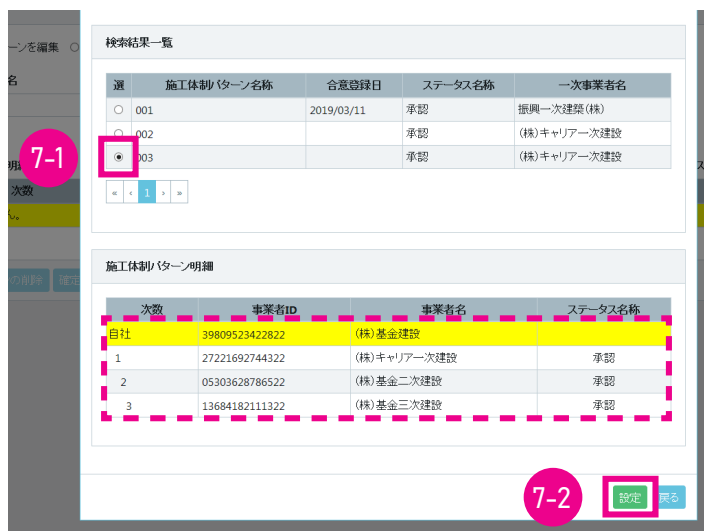 ーンを編集
検索結果一覧
名
選 施工体制パターン名称 合意登録日 ステータス名称 一次事業者名
001 2019/03/11 承認 振興一次建築(株)
002 承認 (株)キャリア一次建設
7-1
003 承認 (株)キャリア一次建設
明細
ス
次数
« ‹ 1 › »
ん。
施工体制パターン明細
の削除 確定
次数 事業者ID 事業者名 ステータス名称
自社 39809523422822 (株)基金建設
1 27221692744322 (株)キャリア一次建設 承認
2 05303628786522 (株)基金二次建設 承認
3 13684182111322 (株)基金三次建設 承認
7-2
設定 戻る